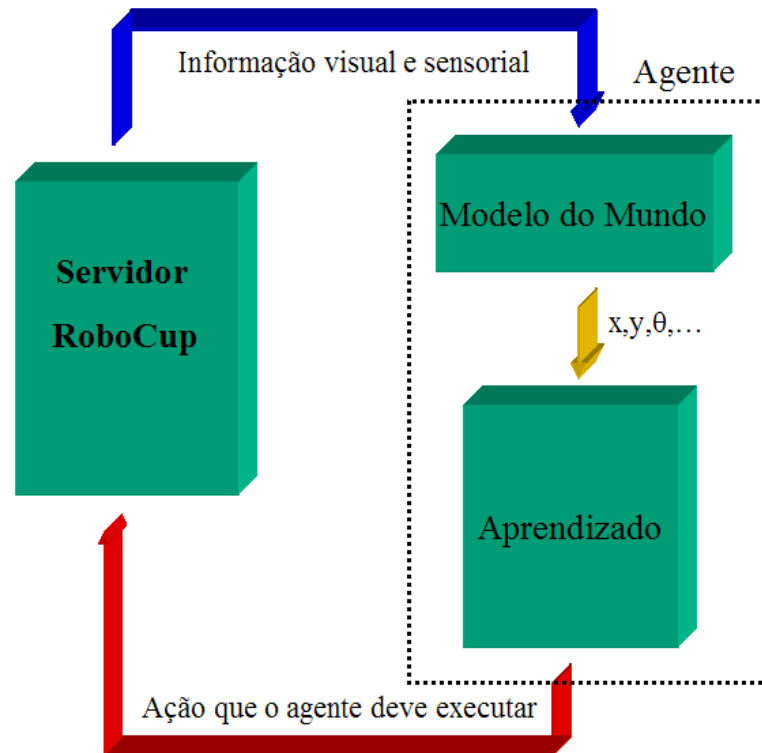 Informação visual e sensorial
Agente
Modelo do Mundo
Servidor
RoboCup
x,y,θ,…
Aprendizado
Ação que o agente deve executar